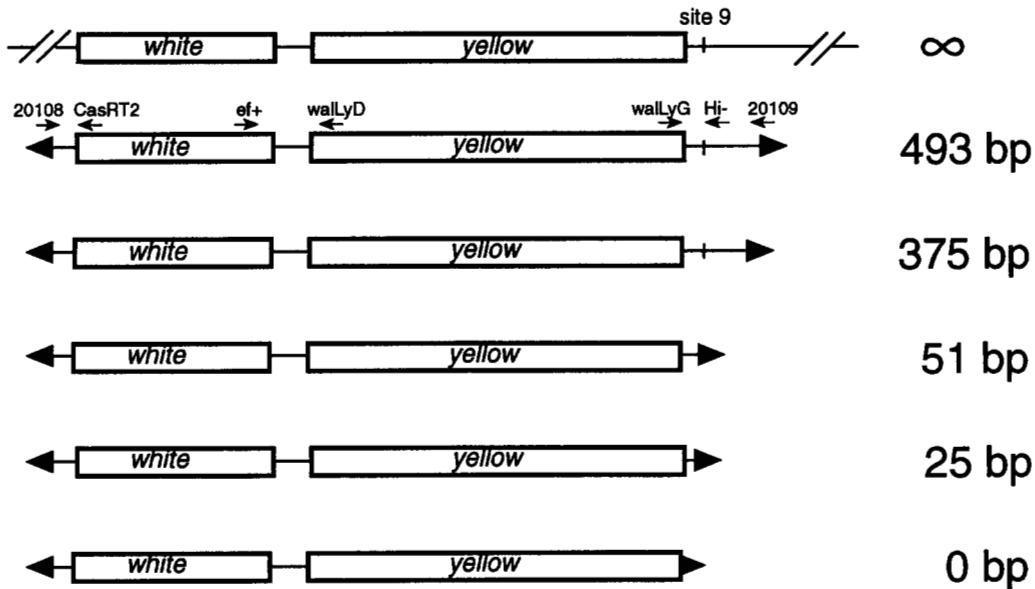 site 9
white yellow ∞
20108 CasRT2 ef+ walLyD walLyG Hi- 20109
white yellow 493 bp
white yellow 375 bp
white yellow 51 bp
white yellow 25 bp
white yellow 0 bp